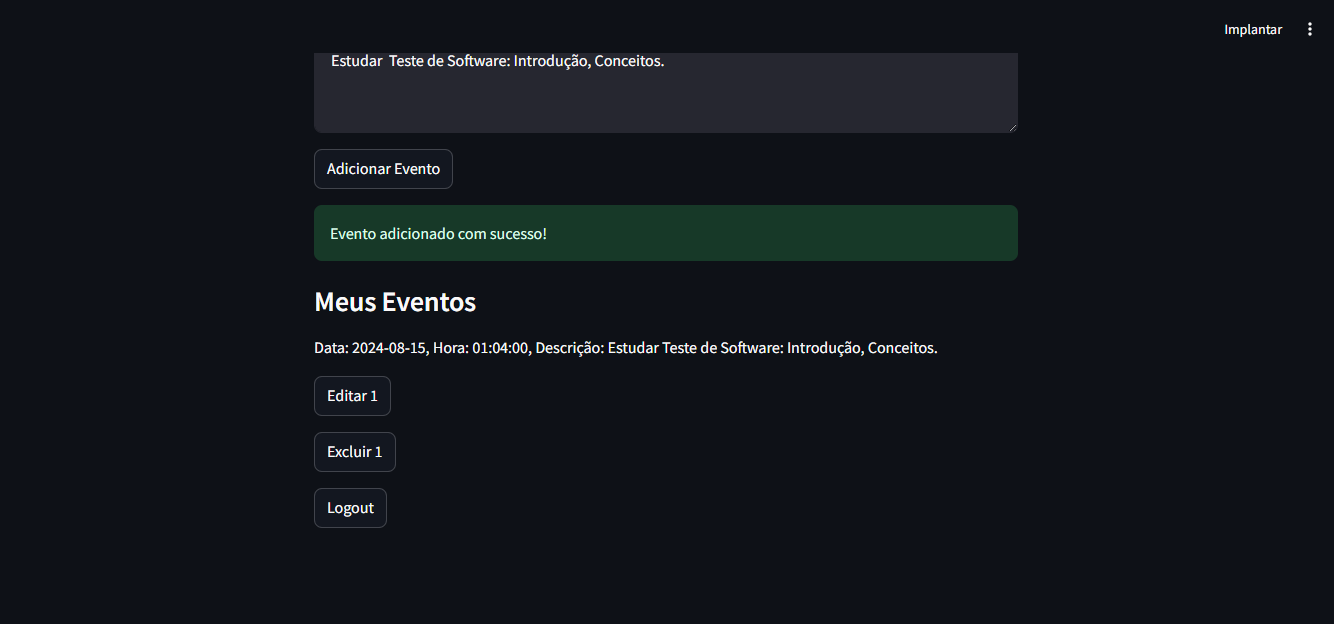 Implantar
Estudar  Teste de Software: Introdução, Conceitos.
Adicionar Evento
Evento adicionado com sucesso!
Meus Eventos
Data: 2024-08-15, Hora: 01:04:00, Descrição: Estudar Teste de Software: Introdução, Conceitos.
Editar 1
Excluir 1
Logout